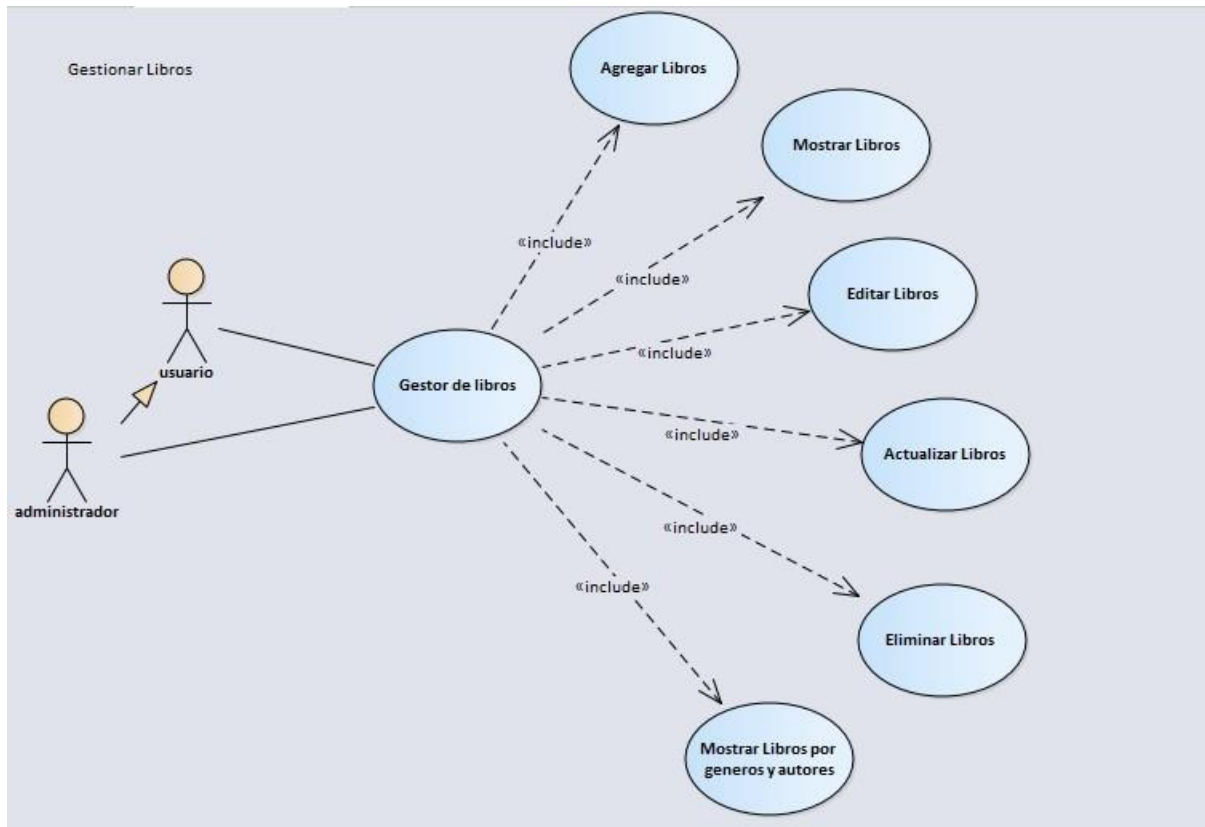 Gestionar Libros
Agregar Libros
Mostrar Libros
«include»
«include»
Editar Libros
«include»
usuario
Gestor de libros
«include»
Actualizar Libros
administrador
«include»
«include»
Eliminar Libros
Mostrar Libros por
generos y autores